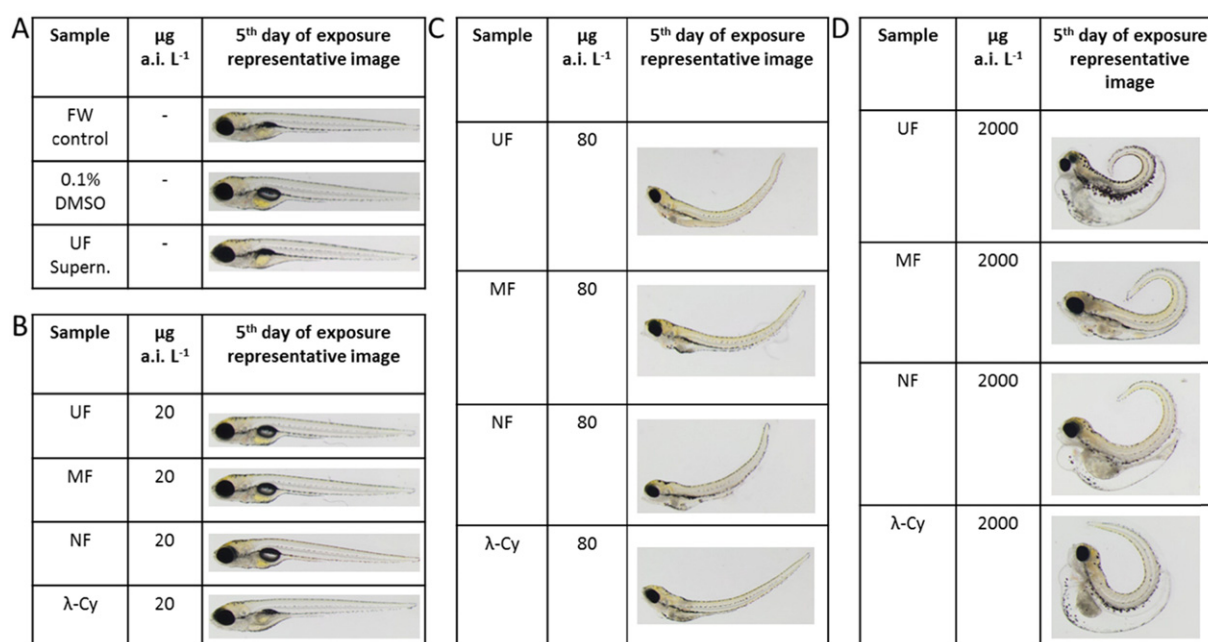 A
Sample
µg
a.i. L⁻¹
5ᵗʰ day of exposure
representative image
FW
control
-
0.1%
DMSO
-
UF
Supern.
-
B
Sample
µg
a.i. L⁻¹
5ᵗʰ day of exposure
representative image
UF
20
MF
20
NF
20
λ-Cy
20
C
Sample
µg
a.i. L⁻¹
5ᵗʰ day of exposure
representative image
UF
80
MF
80
NF
80
λ-Cy
80
D
Sample
µg
a.i. L⁻¹
5ᵗʰ day of exposure
representative
image
UF
2000
MF
2000
NF
2000
λ-Cy
2000